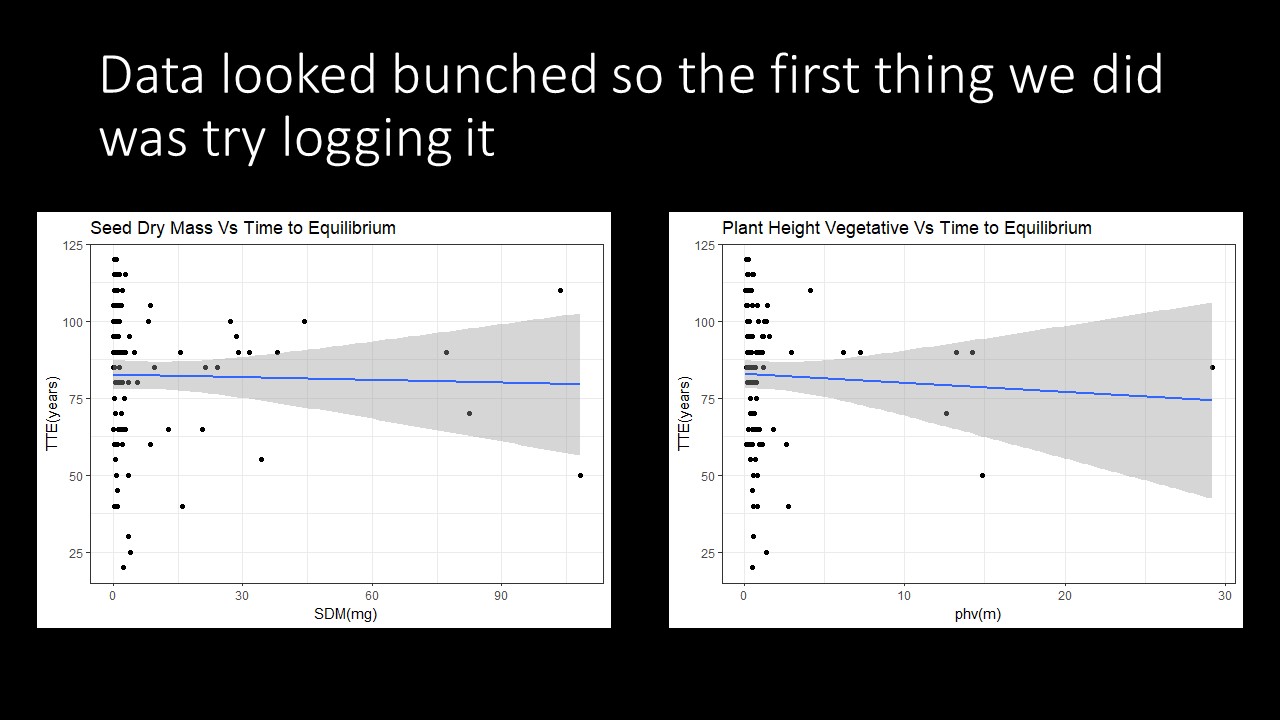 Data looked bunched so the first thing we did
was try logging it
Seed Dry Mass Vs Time to Equilibrium
125
100
75
50
25
TTE(years)
0 30 60 90
SDM(mg)
Plant Height Vegetative Vs Time to Equilibrium
125
100
75
50
25
TTE(years)
0 10 20 30
phv(m)